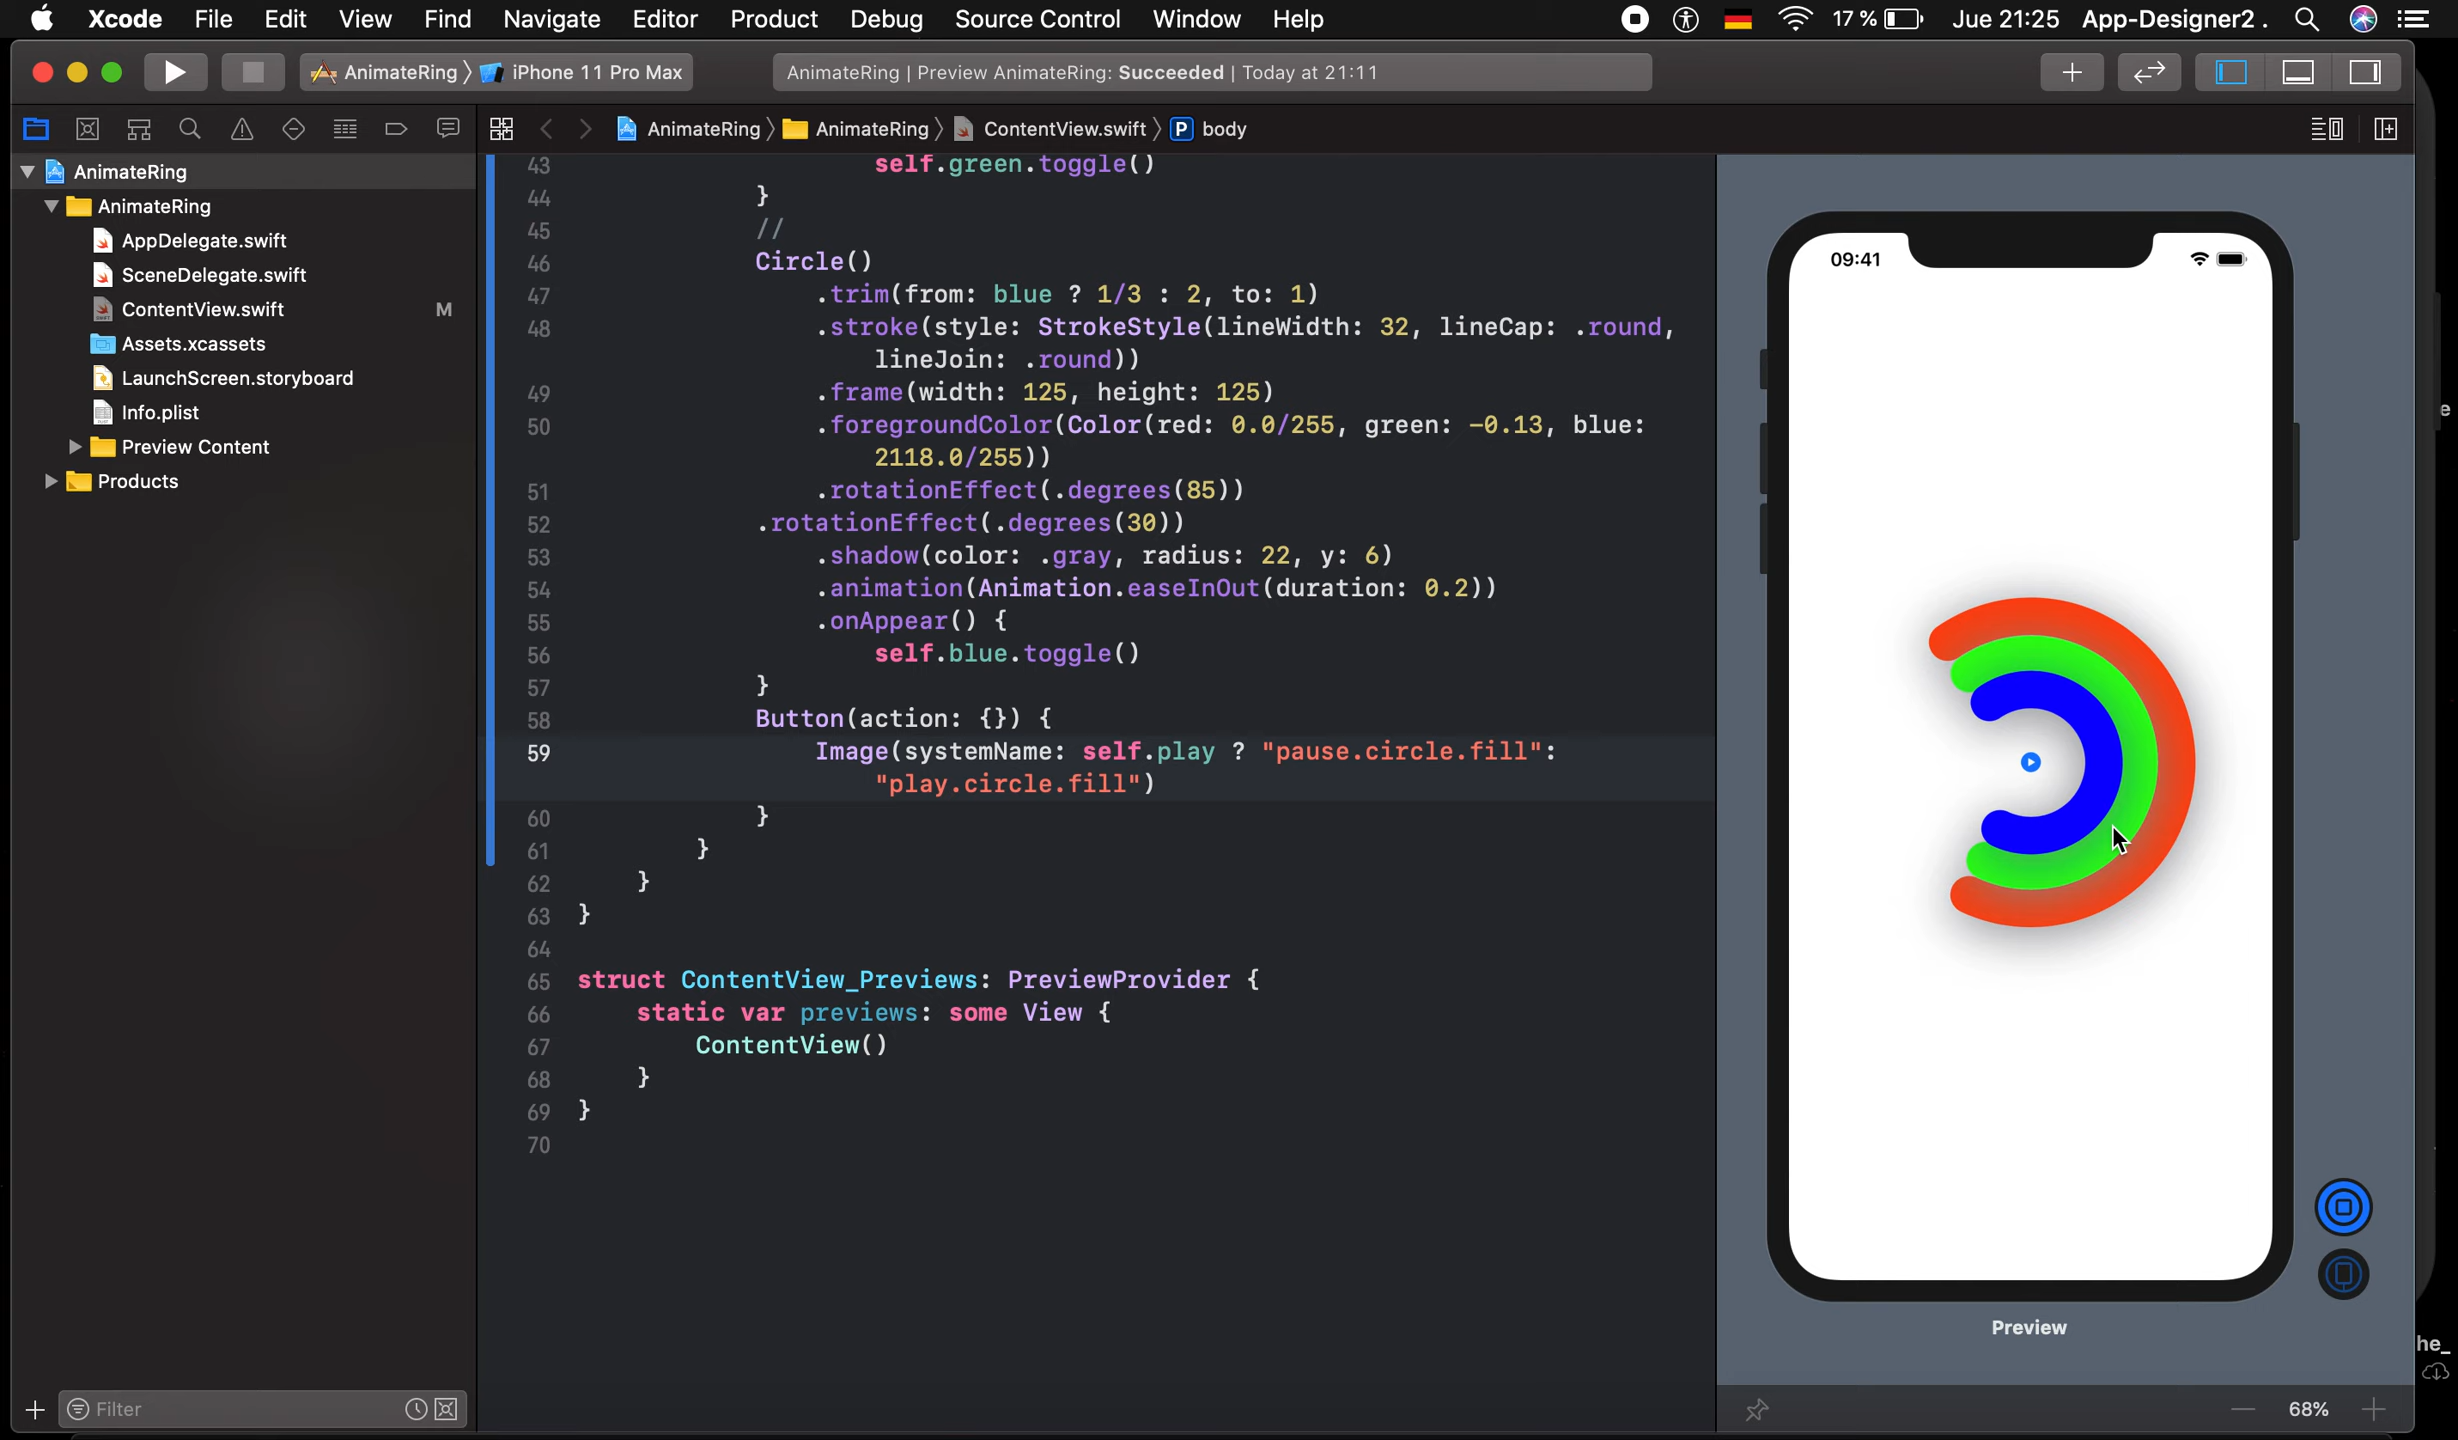 Xcode File Edit View Find Navigate Editor Product Debug Source Control Window Help 17 % Jue 21:25 App-Designer2 .
AnimateRing iPhone 11 Pro Max AnimateRing | Preview AnimateRing: Succeeded | Today at 21:11
AnimateRing AnimateRing ContentView.swift P body
AnimateRing
AnimateRing
AppDelegate.swift
SceneDelegate.swift
ContentView.swift M
Assets.xcassets
LaunchScreen.storyboard
Info.plist
Preview Content
Products
Filter
43 self.green.toggle()
44 }
45 //
46 Circle()
47 .trim(from: blue ? 1/3 : 2, to: 1)
48 .stroke(style: StrokeStyle(lineWidth: 32, lineCap: .round,
lineJoin: .round))
49 .frame(width: 125, height: 125)
50 .foregroundColor(Color(red: 0.0/255, green: -0.13, blue:
2118.0/255))
51 .rotationEffect(.degrees(85))
52 .rotationEffect(.degrees(30))
53 .shadow(color: .gray, radius: 22, y: 6)
54 .animation(Animation.easeInOut(duration: 0.2))
55 .onAppear() {
56 self.blue.toggle()
57 }
58 Button(action: {}) {
59 Image(systemName: self.play ? "pause.circle.fill":
"play.circle.fill")
60 }
61 }
62 }
63 }
64
65 struct ContentView_Previews: PreviewProvider {
66 static var previews: some View {
67 ContentView()
68 }
69 }
70
09:41
Preview
68%
e
he_